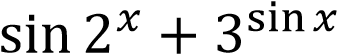 sin 2^x + 3^{sin x}